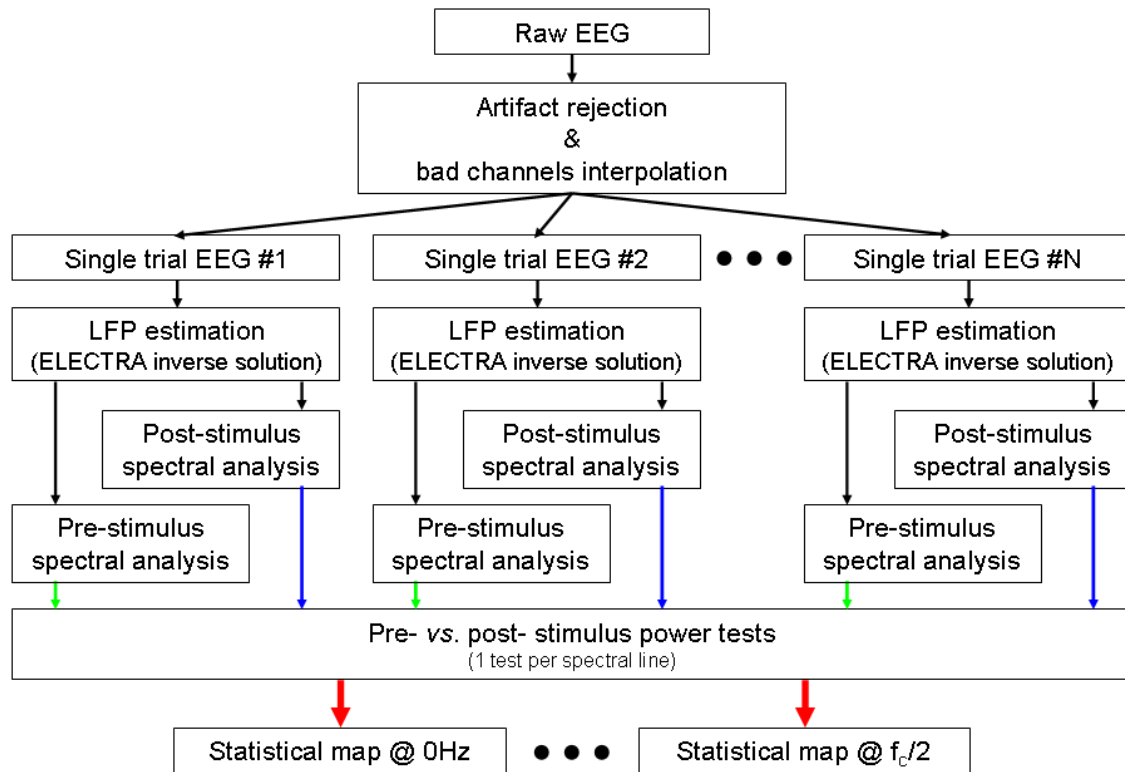 Raw EEG
Artifact rejection
&
bad channels interpolation
Single trial EEG #1
Single trial EEG #2
Single trial EEG #N
LFP estimation
(ELECTRA inverse solution)
LFP estimation
(ELECTRA inverse solution)
LFP estimation
(ELECTRA inverse solution)
Post-stimulus
spectral analysis
Post-stimulus
spectral analysis
Post-stimulus
spectral analysis
Pre-stimulus
spectral analysis
Pre-stimulus
spectral analysis
Pre-stimulus
spectral analysis
Pre- vs. post- stimulus power tests
(1 test per spectral line)
Statistical map @ 0Hz
Statistical map @ fc/2